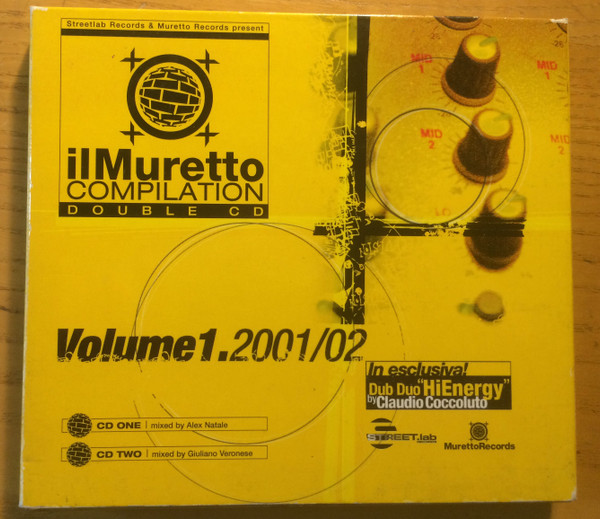 Streetlab Records & Muretto Records present
ilMuretto
COMPILATION
DOUBLE CD
MID
1
MID
1
MID
2
MID
Volume1.2001/02
In esclusiva!
Dub Duo "HiEnergy"
by Claudio Coccoluto
CD ONE | mixed by Alex Natale
CD TWO | mixed by Giuliano Veronese
STREET.lab
MurettoRecords